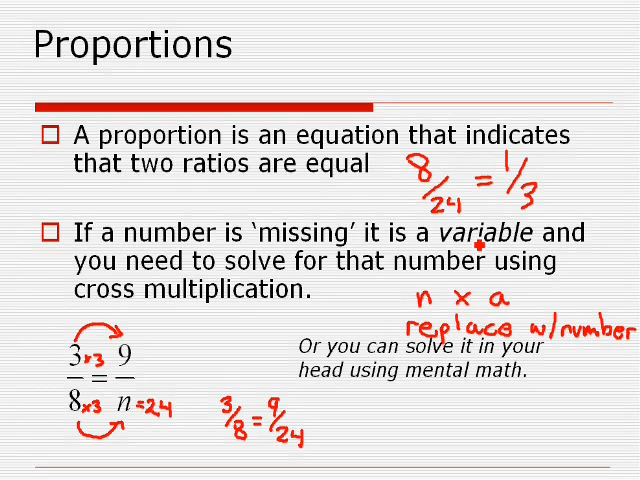 Proportions
A proportion is an equation that indicates
that two ratios are equal
8/24 = 1/3
If a number is 'missing' it is a variable and
you need to solve for that number using
cross multiplication.
n x a
replace w/number
Or you can solve it in your
head using mental math.
3 x3 9
=
8 x3 n =24
3/8 = 9/24